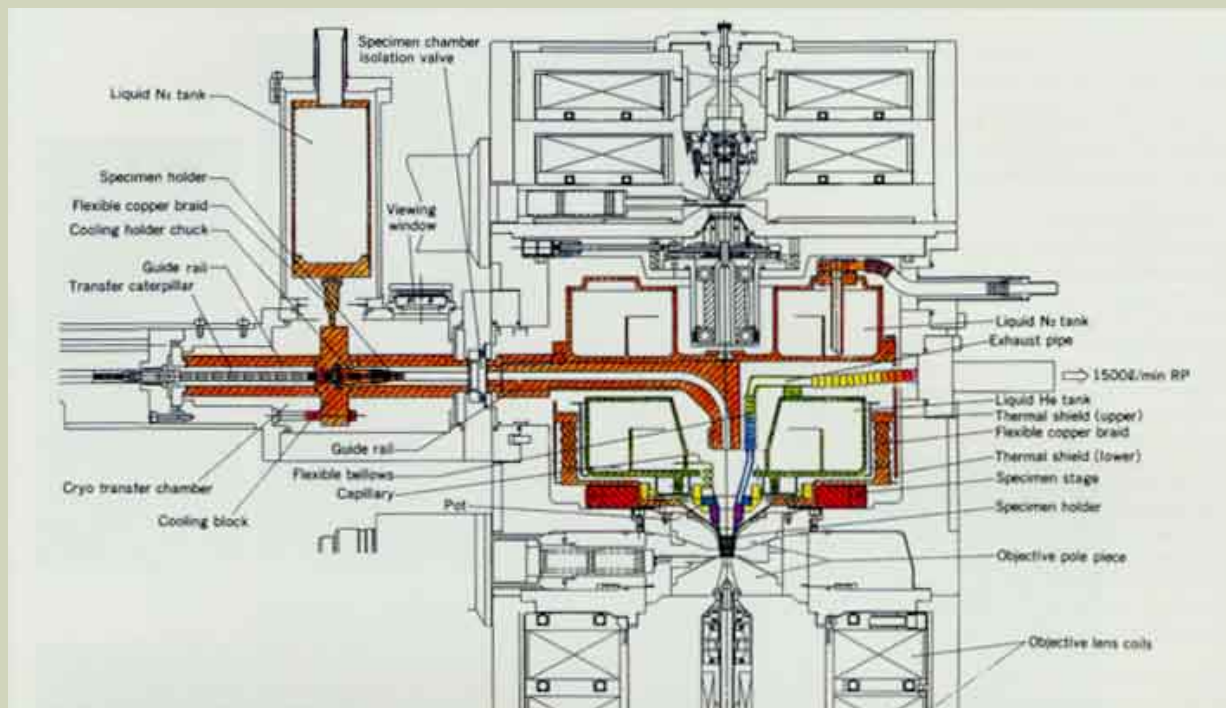 Specimen chamber
isolation valve
Liquid N₂ tank
Specimen holder
Flexible copper braid
Cooling holder chuck
Guide rail
Transfer caterpillar
Viewing
window
Liquid N₂ tank
Exhaust pipe
⇨ 1500ℓ/min RP
Liquid He tank
Thermal shield (upper)
Flexible copper braid
Thermal shield (lower)
Specimen stage
Specimen holder
Objective pole piece
Objective lens coils
Guide rail
Flexible bellows
Capillary
Pot
Cryo transfer chamber
Cooling block